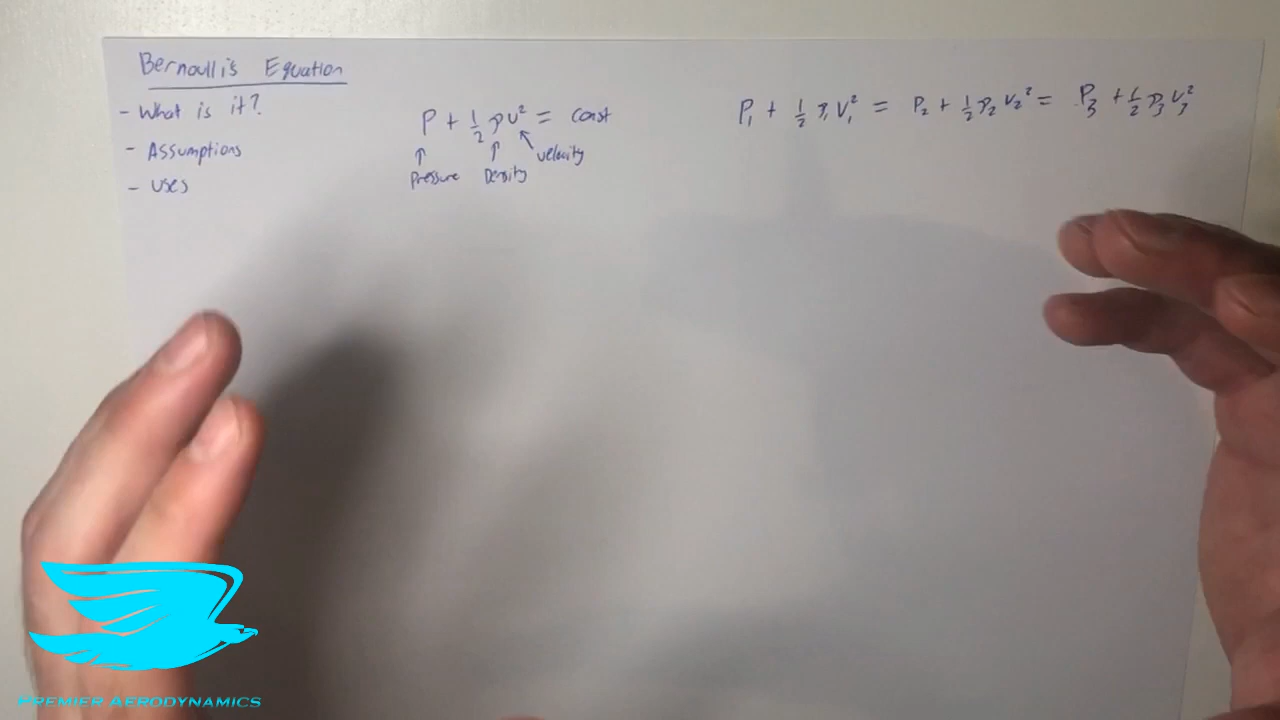 Bernoulli's Equation
- What is it?
- Assumptions
- Uses
P + 1/2 ρv² = const
Pressure
Density
velocity
P₁ + 1/2 ρ₁v₁² = P₂ + 1/2 ρ₂v₂² = P₃ + 1/2 ρ₃v₃²
PREMIER AERODYNAMICS